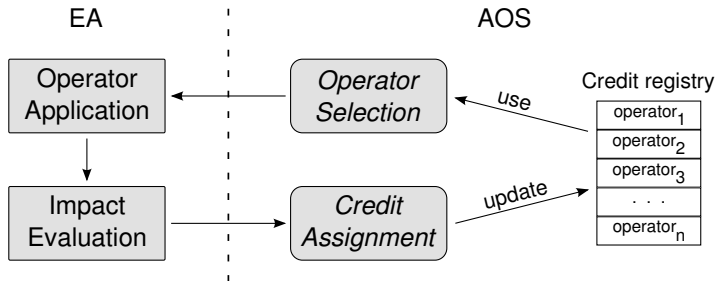 EA
AOS
Operator
Application
Operator
Selection
Credit registry
use
operator1
operator2
operator3
. . .
operatorn
Impact
Evaluation
Credit
Assignment
update